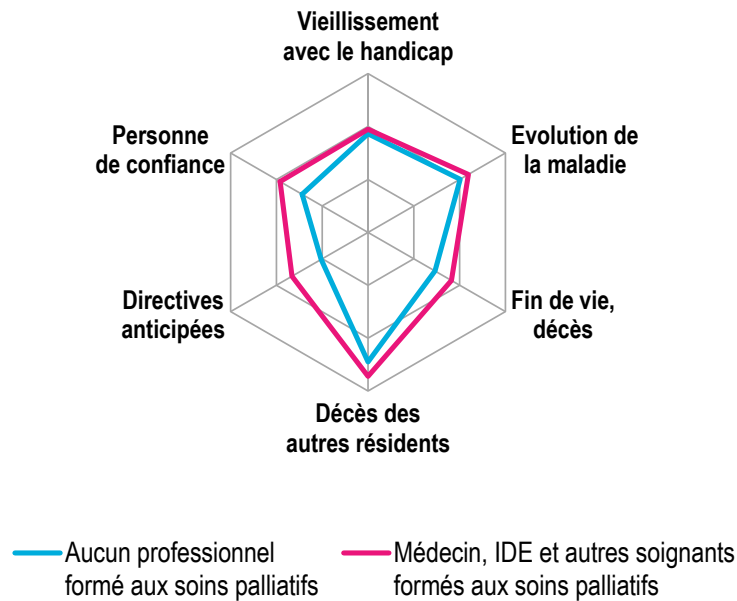 Vieillissement
avec le handicap
Personne
de confiance
Evolution de
la maladie
Directives
anticipées
Fin de vie,
décès
Décès des
autres résidents
Aucun professionnel
formé aux soins palliatifs
Médecin, IDE et autres soignants
formés aux soins palliatifs